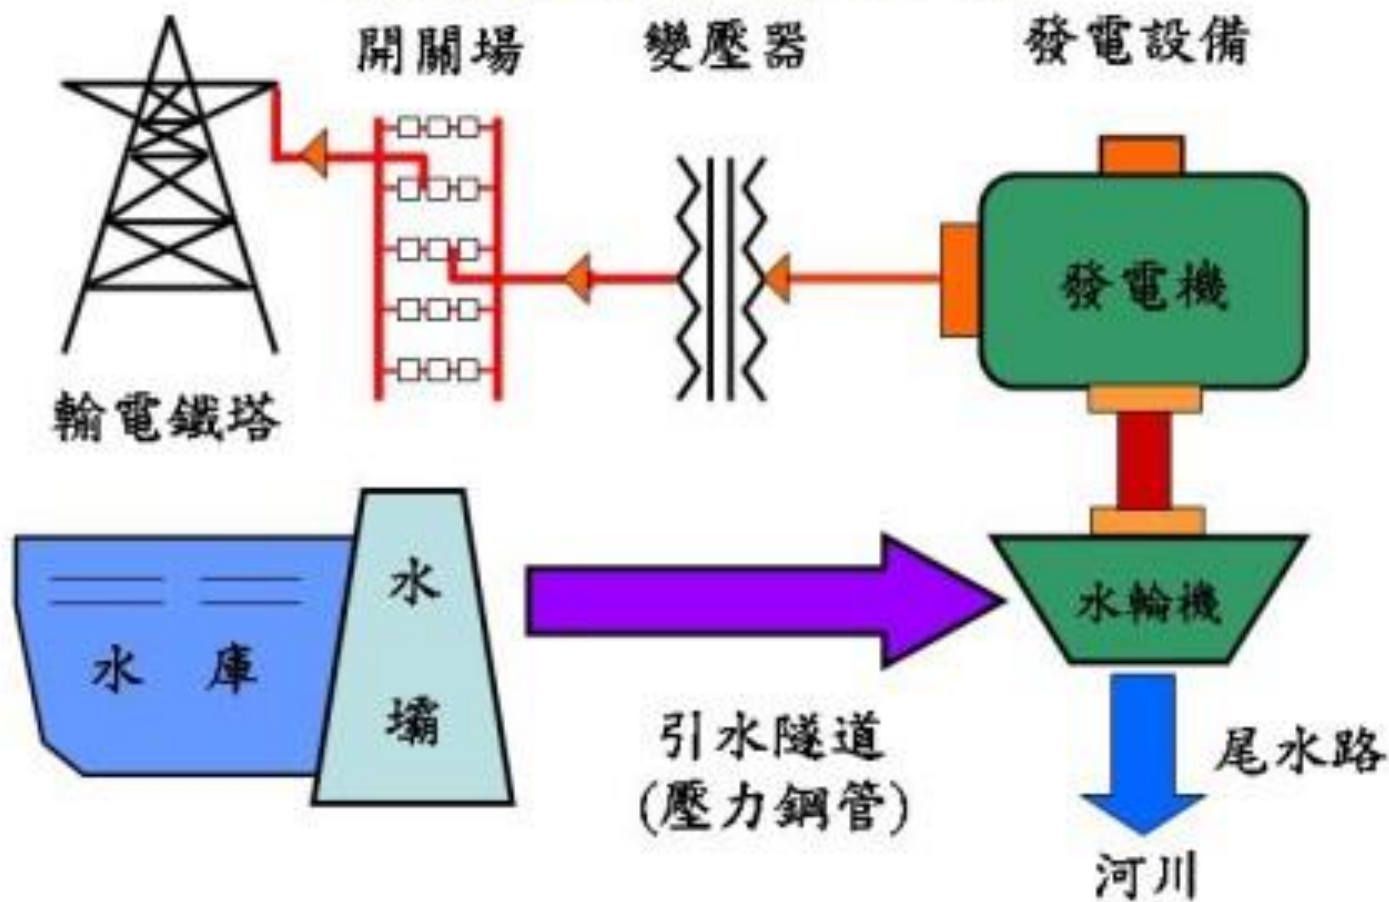 開關場
變壓器
發電設備
發電機
輸電鐵塔
水庫
水壩
水輪機
引水隧道
(壓力鋼管)
尾水路
河川